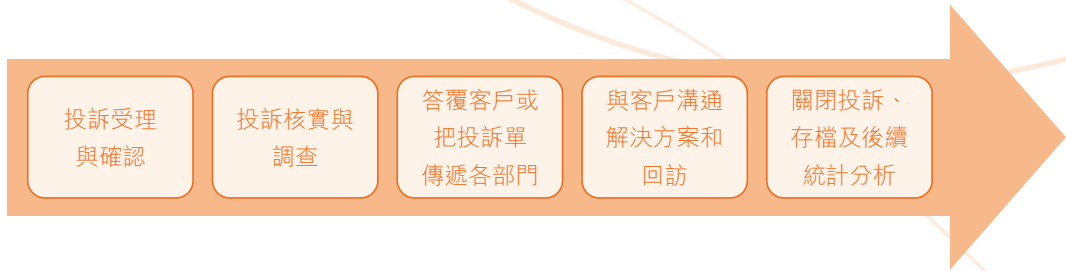 投訴受理
與確認
投訴核實與
調查
答覆客戶或
把投訴單
傳遞各部門
與客戶溝通
解決方案和
回訪
關閉投訴、
存檔及後續
統計分析